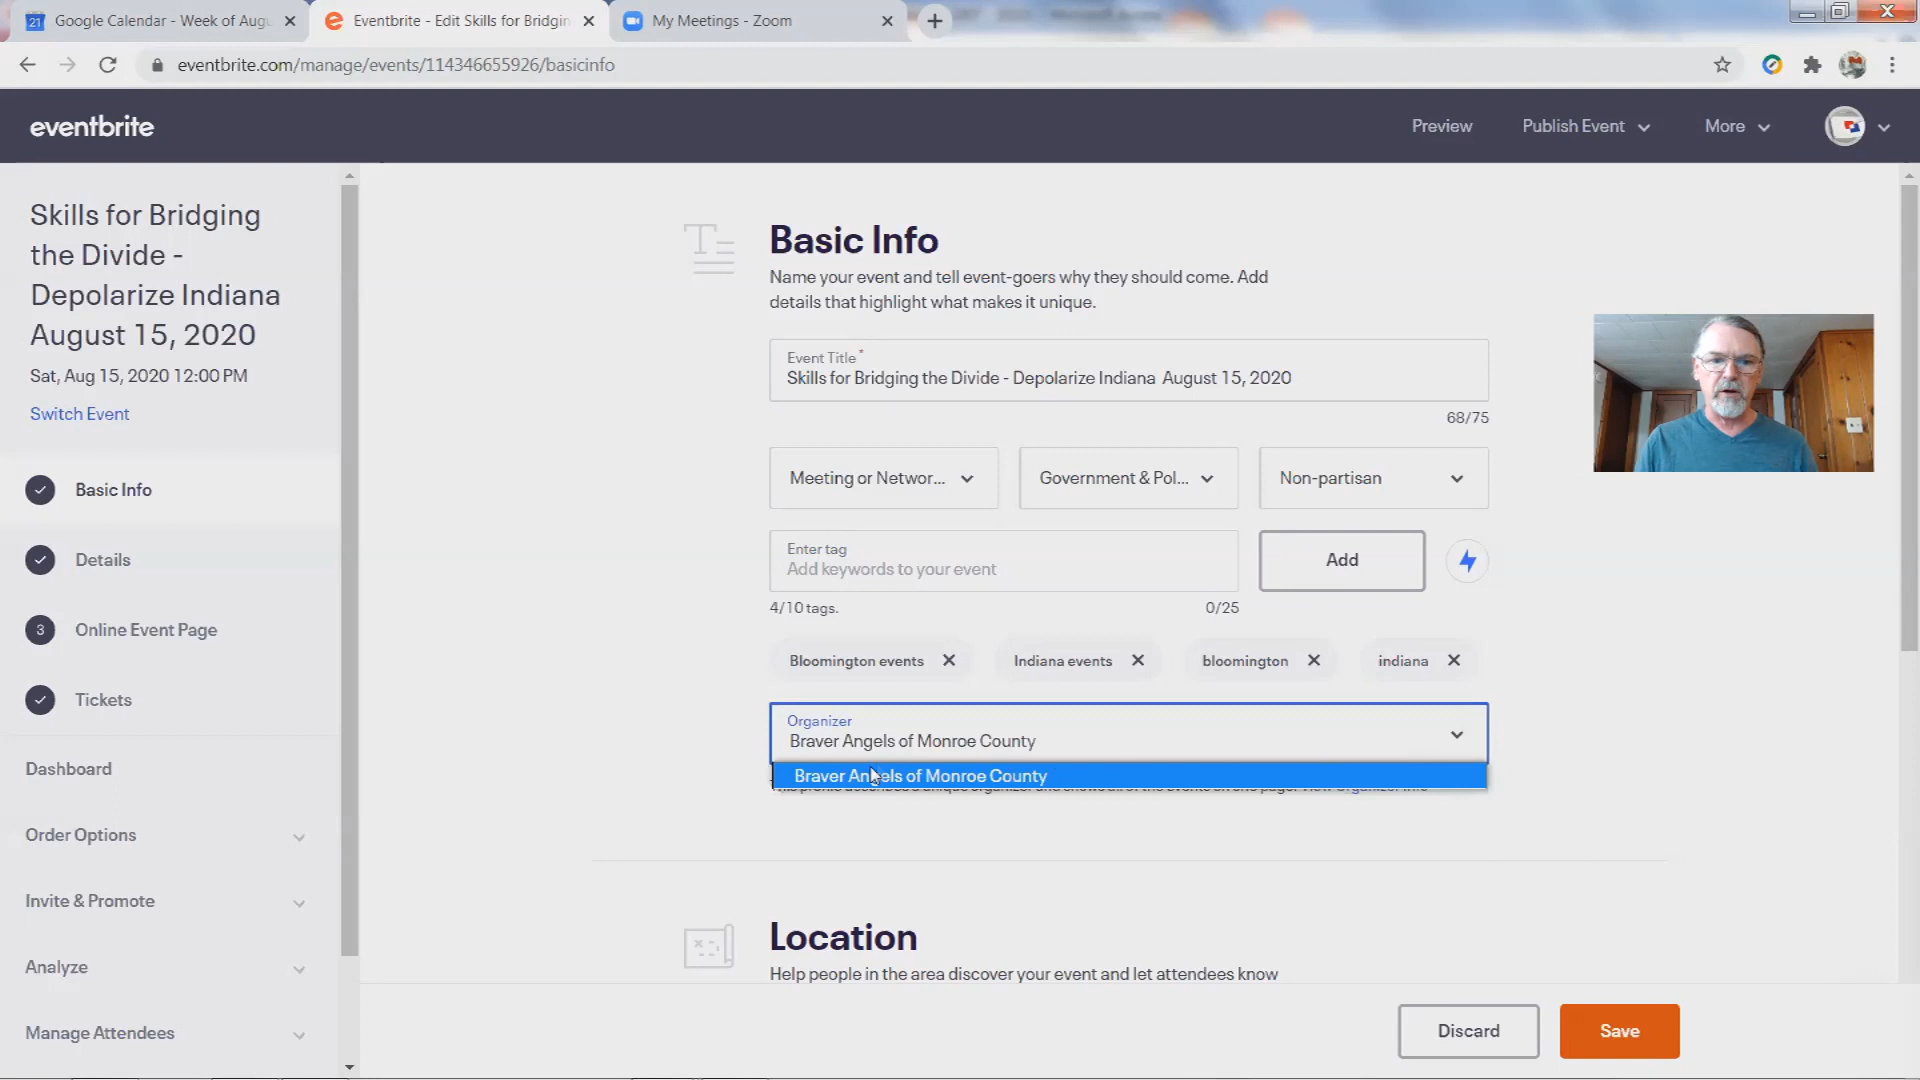 21 Google Calendar - Week of Augu
Eventbrite - Edit Skills for Bridgin
My Meetings - Zoom
eventbrite.com/manage/events/114346655926/basicinfo
eventbrite
Preview
Publish Event
More
Skills for Bridging
the Divide -
Depolarize Indiana
August 15, 2020
Sat, Aug 15, 2020 12:00 PM
Switch Event
Basic Info
Details
3 Online Event Page
Tickets
Dashboard
Order Options
Invite & Promote
Analyze
Manage Attendees
Basic Info
Name your event and tell event-goers why they should come. Add
details that highlight what makes it unique.
Event Title *
Skills for Bridging the Divide - Depolarize Indiana August 15, 2020
68/75
Meeting or Networ...
Government & Pol...
Non-partisan
Enter tag
Add keywords to your event
Add
4/10 tags.
0/25
Bloomington events
Indiana events
bloomington
indiana
Organizer
Braver Angels of Monroe County
Braver Angels of Monroe County
Location
Help people in the area discover your event and let attendees know
Discard
Save